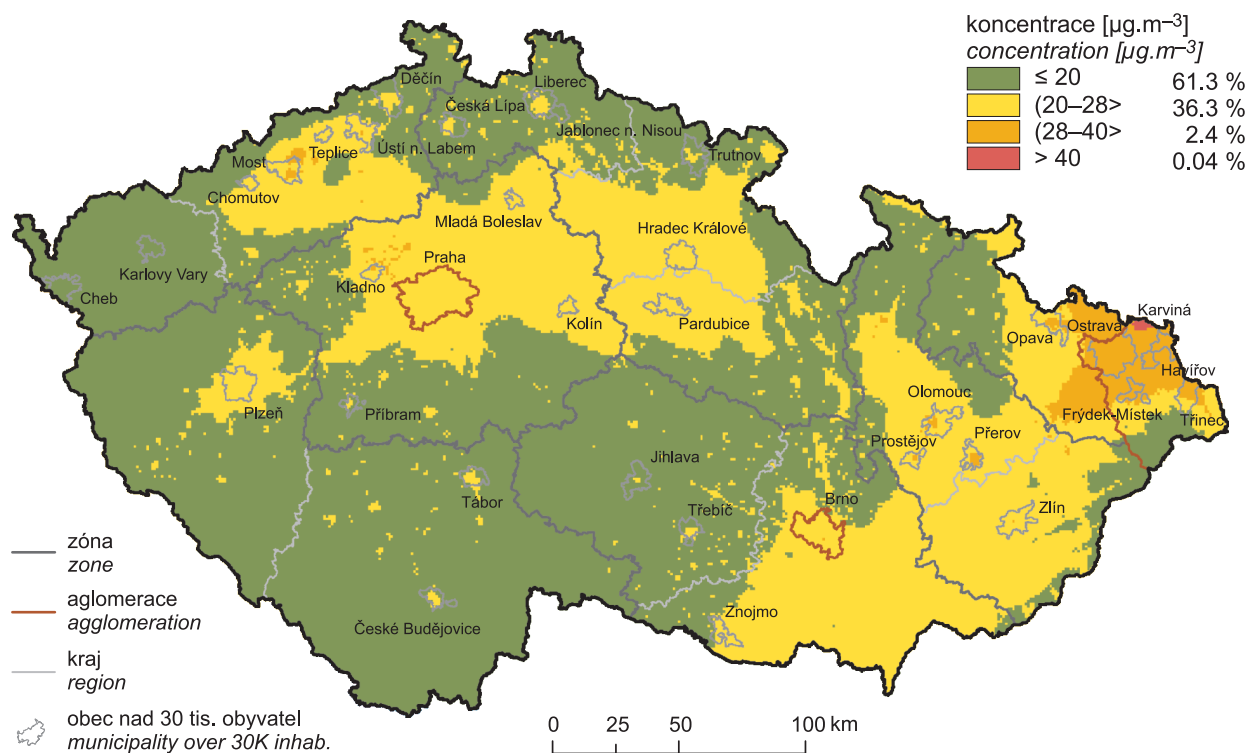 koncentrace [µg.m⁻³]
concentration [µg.m⁻³]
≤ 20 61.3 %
(20–28> 36.3 %
(28–40> 2.4 %
> 40 0.04 %
Děčín
Liberec
Česká Lípa
Jablonec n. Nisou
Teplice
Ústí n. Labem
Most
Trutnov
Chomutov
Mladá Boleslav
Hradec Králové
Karlovy Vary
Praha
Kladno
Cheb
Kolín
Pardubice
Karviná
Ostrava
Opava
Havířov
Plzeň
Příbram
Olomouc
Frýdek-Místek
Třinec
Prostějov
Přerov
Jihlava
Tábor
Třebíč
Brno
Zlín
České Budějovice
Znojmo
zóna
zone
aglomerace
agglomeration
kraj
region
obec nad 30 tis. obyvatel
municipality over 30K inhab.
0 25 50 100 km